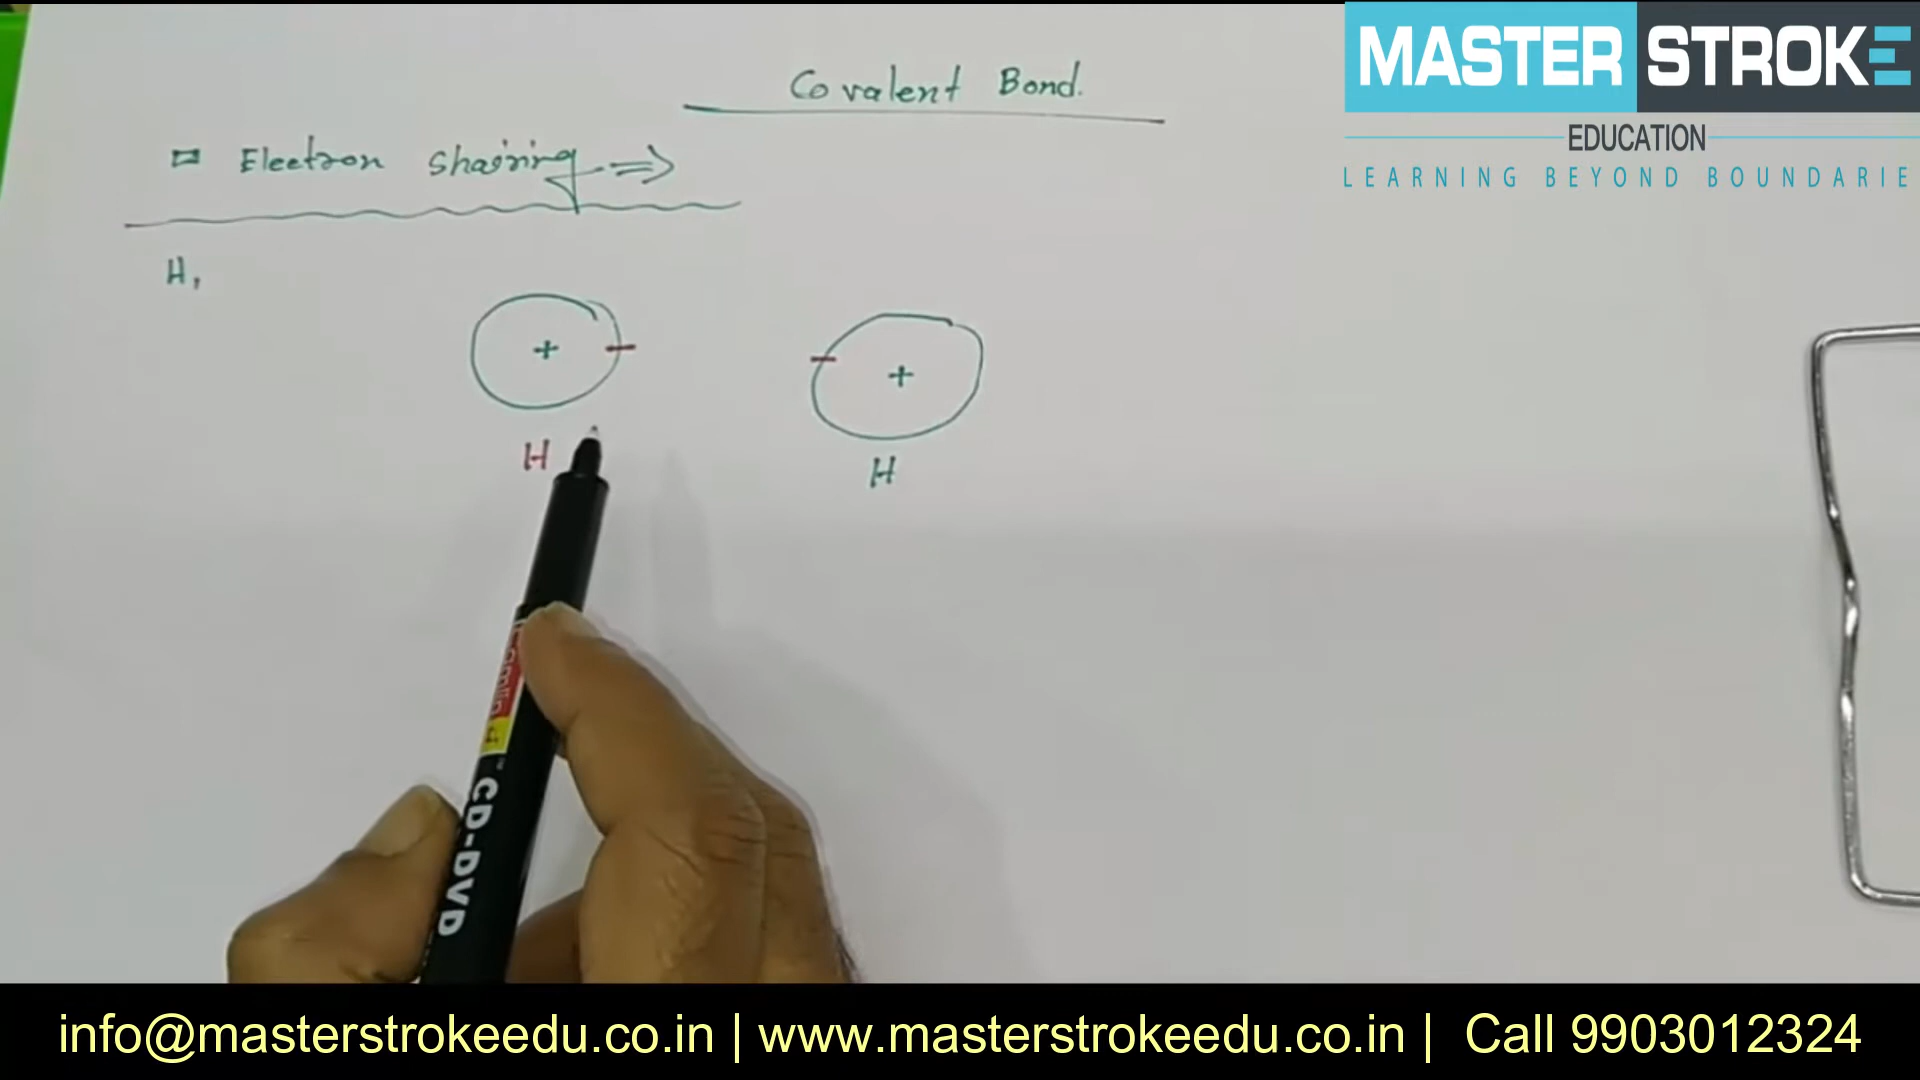 MASTER STROKE
EDUCATION
LEARNING BEYOND BOUNDARIE
Covalent Bond.
Electron Shairing ⇒
H,
+ −
− +
H
H
CD-DVD
info@masterstrokeedu.co.in | www.masterstrokeedu.co.in | Call 9903012324